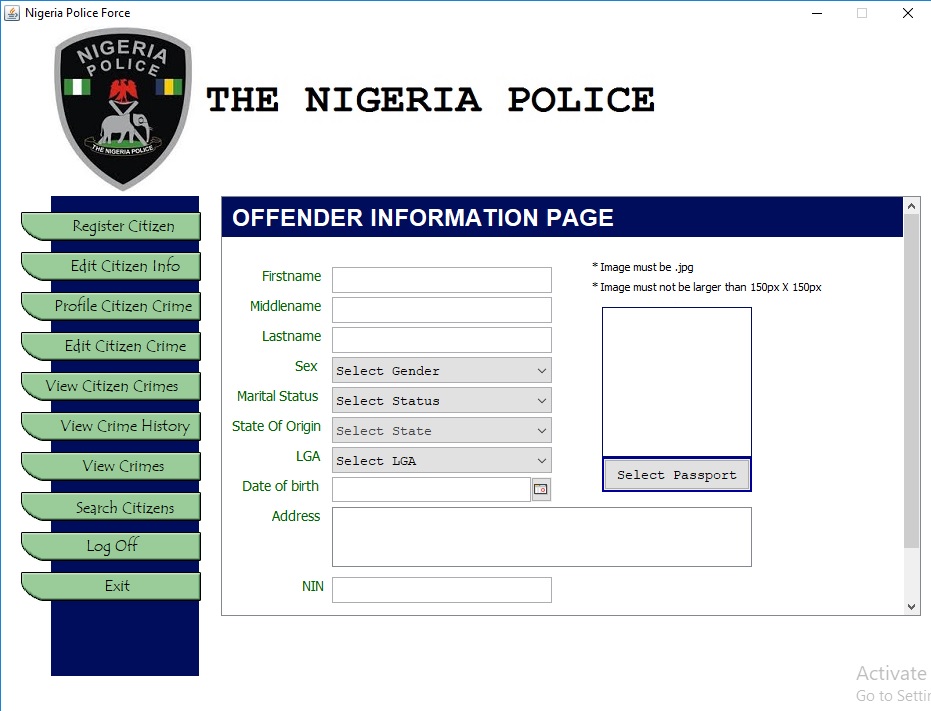 Nigeria Police Force
NIGERIA
POLICE
THE NIGERIA POLICE
THE NIGERIA POLICE
Register Citizen
Edit Citizen Info
Profile Citizen Crime
Edit Citizen Crime
View Citizen Crimes
View Crime History
View Crimes
Search Citizens
Log Off
Exit
OFFENDER INFORMATION PAGE
Firstname
Middlename
Lastname
Sex Select Gender
Marital Status Select Status
State Of Origin Select State
LGA Select LGA
Date of birth
Address
NIN
* Image must be .jpg
* Image must not be larger than 150px X 150px
Select Passport
Activate
Go to Setti